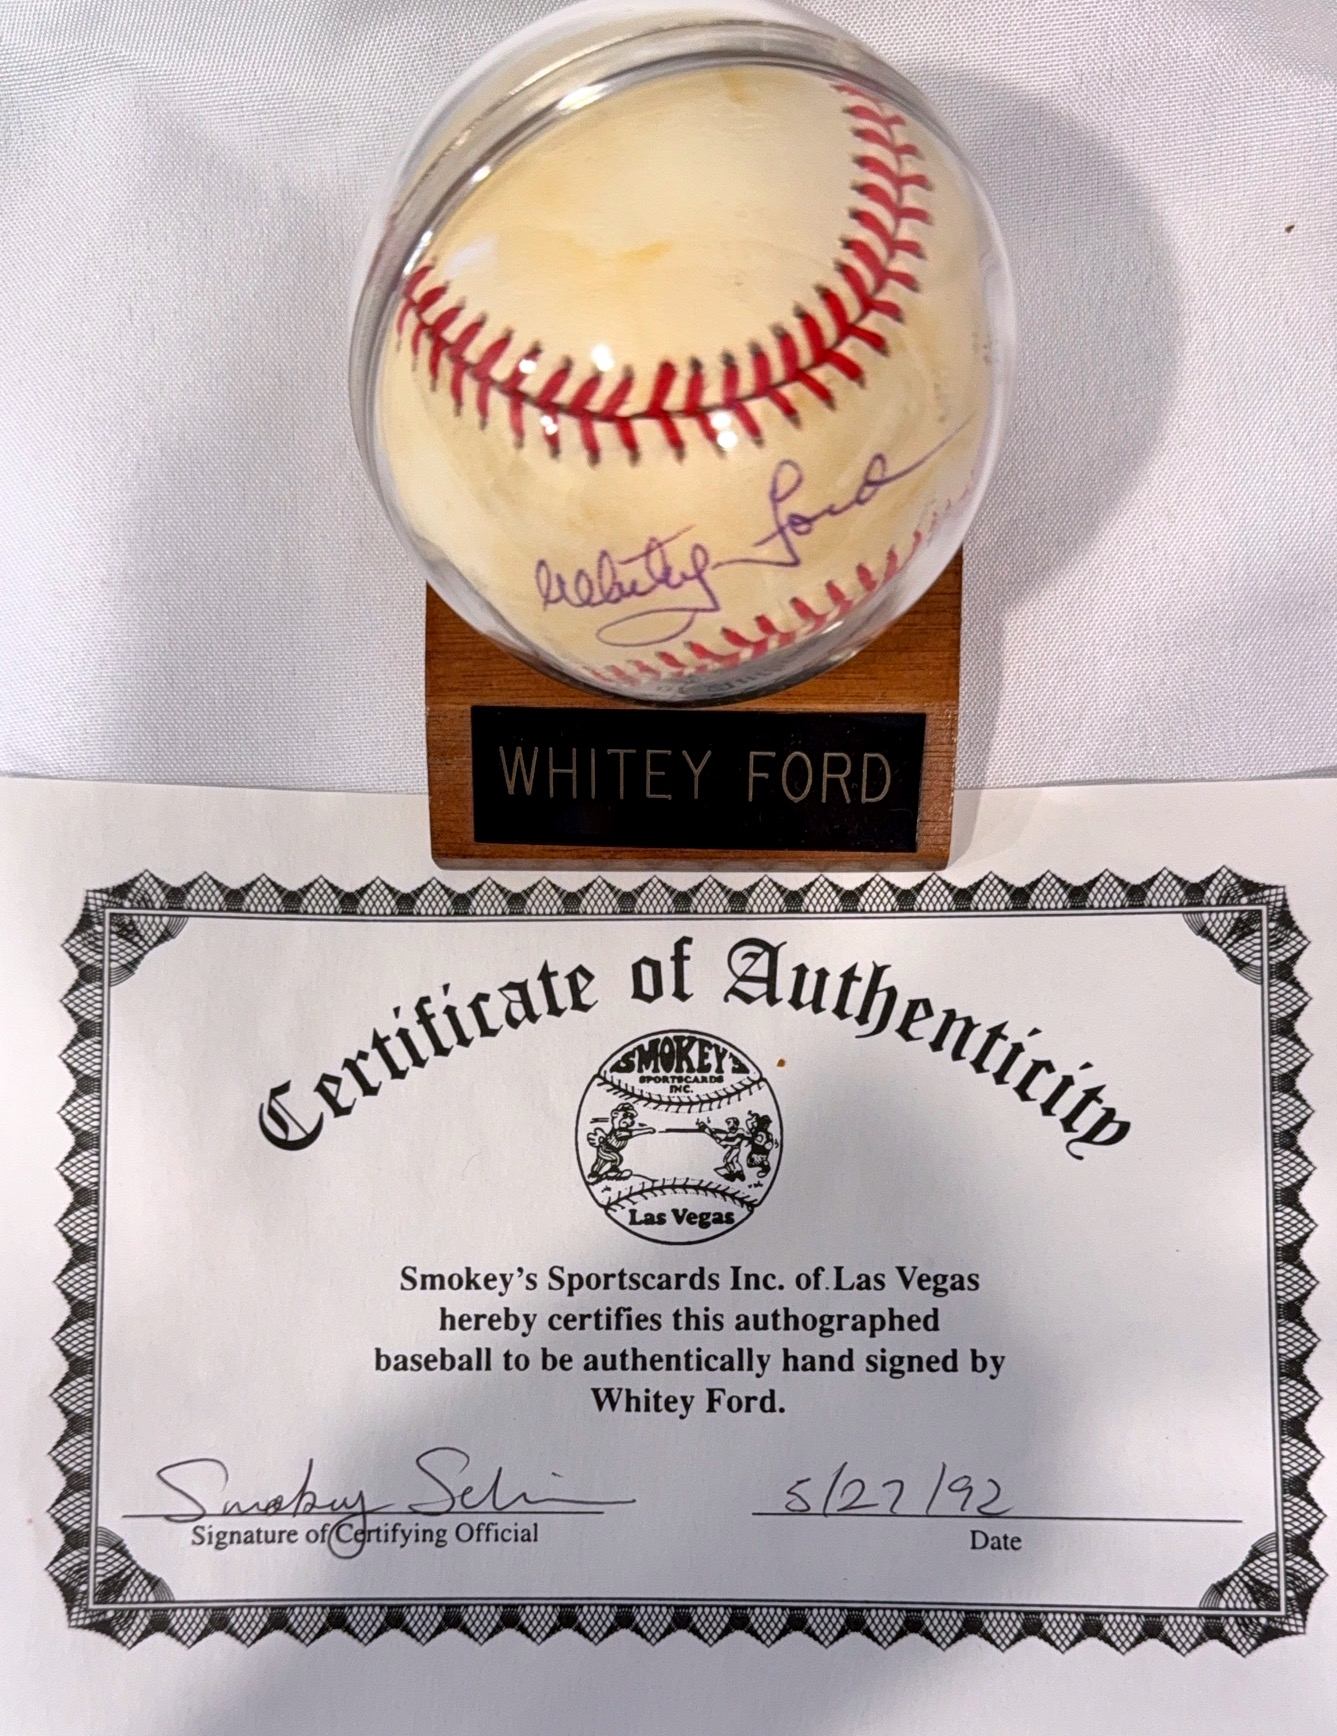 Whitey Ford
WHITEY FORD
Certificate of Authenticity
SMOKEY'S
SPORTSCARDS
INC.
Las Vegas
Smokey's Sportscards Inc. of Las Vegas
hereby certifies this autographed
baseball to be authentically hand signed by
Whitey Ford.
5/27/92
Signature of Certifying Official
Date